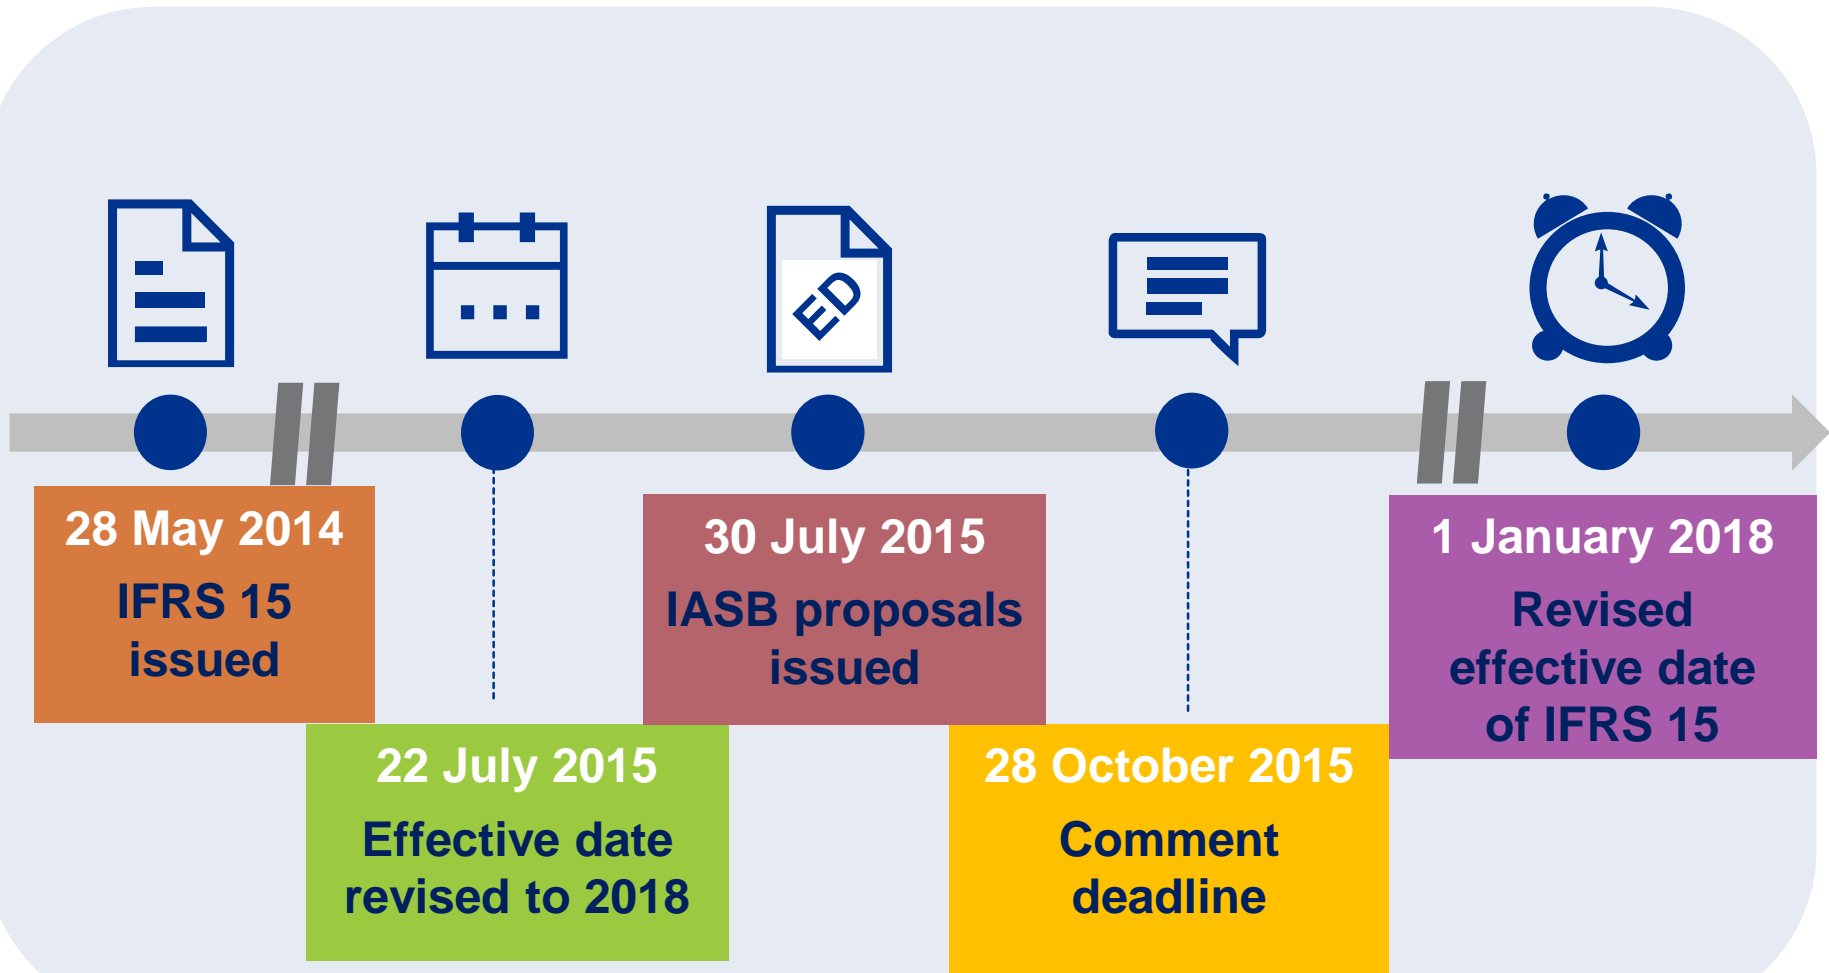 ED
28 May 2014
IFRS 15
issued
22 July 2015
Effective date
revised to 2018
30 July 2015
IASB proposals
issued
28 October 2015
Comment
deadline
1 January 2018
Revised
effective date
of IFRS 15